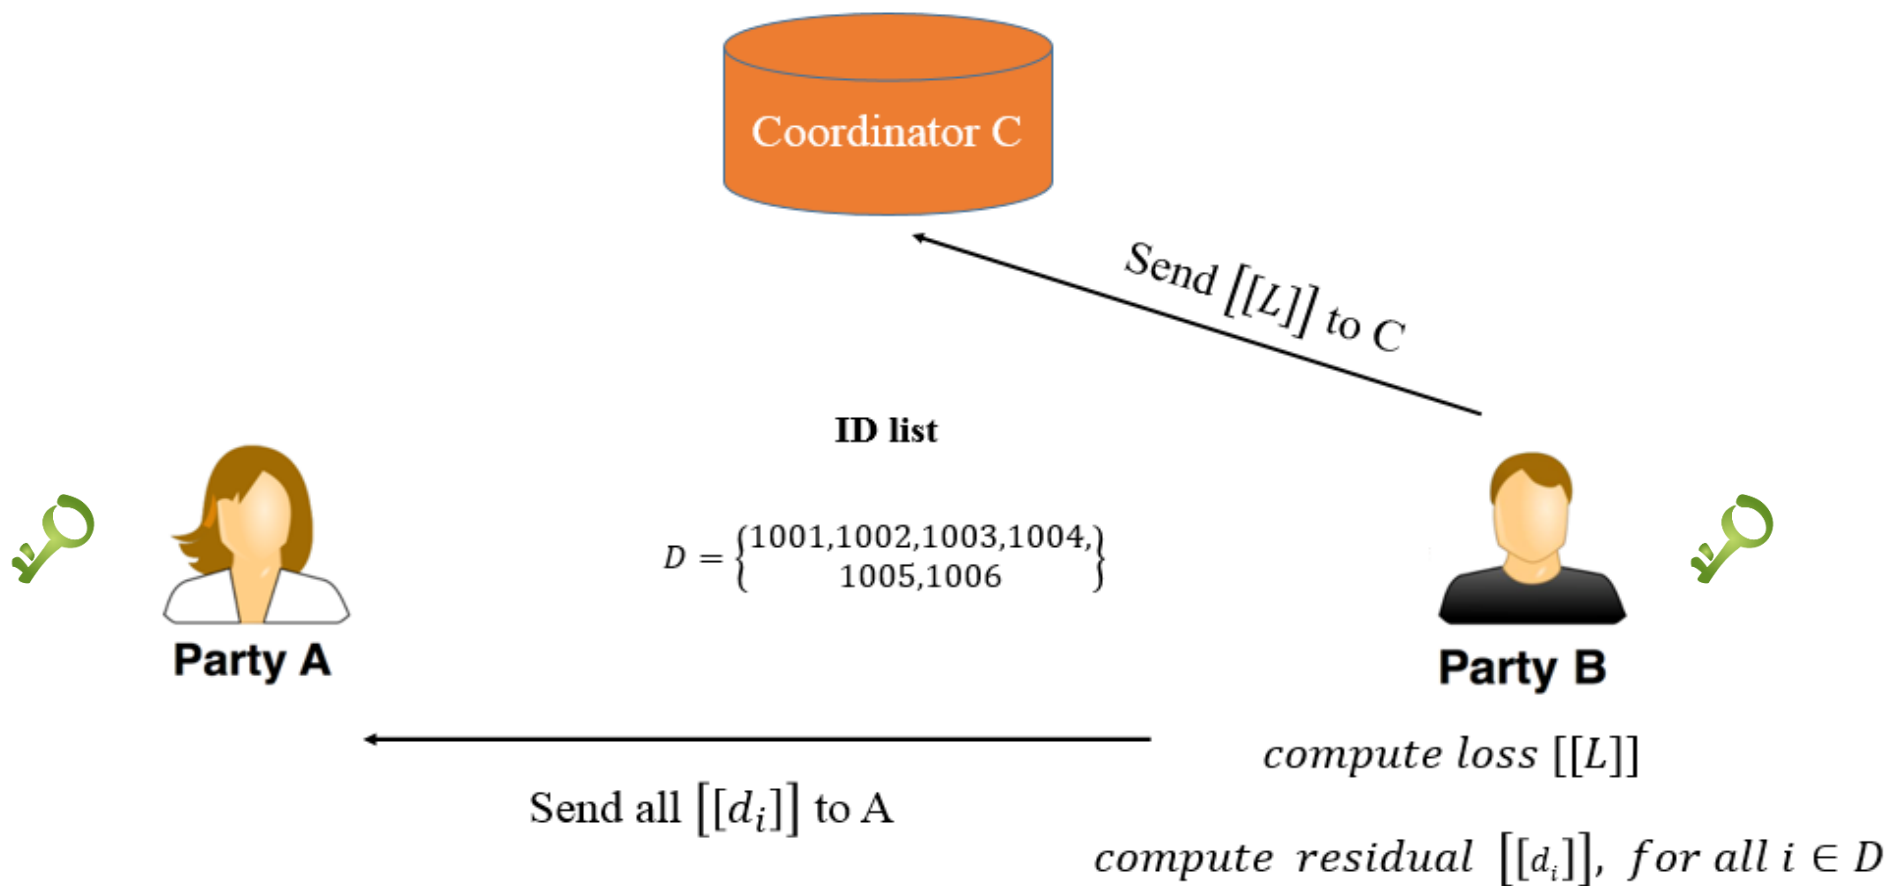 Coordinator C
Send [[L]] to C
ID list
D = {1001,1002,1003,1004,
1005,1006}
Party A
Party B
compute loss [[L]]
Send all [[d_i]] to A
compute residual [[d_i]], for all i ∈ D